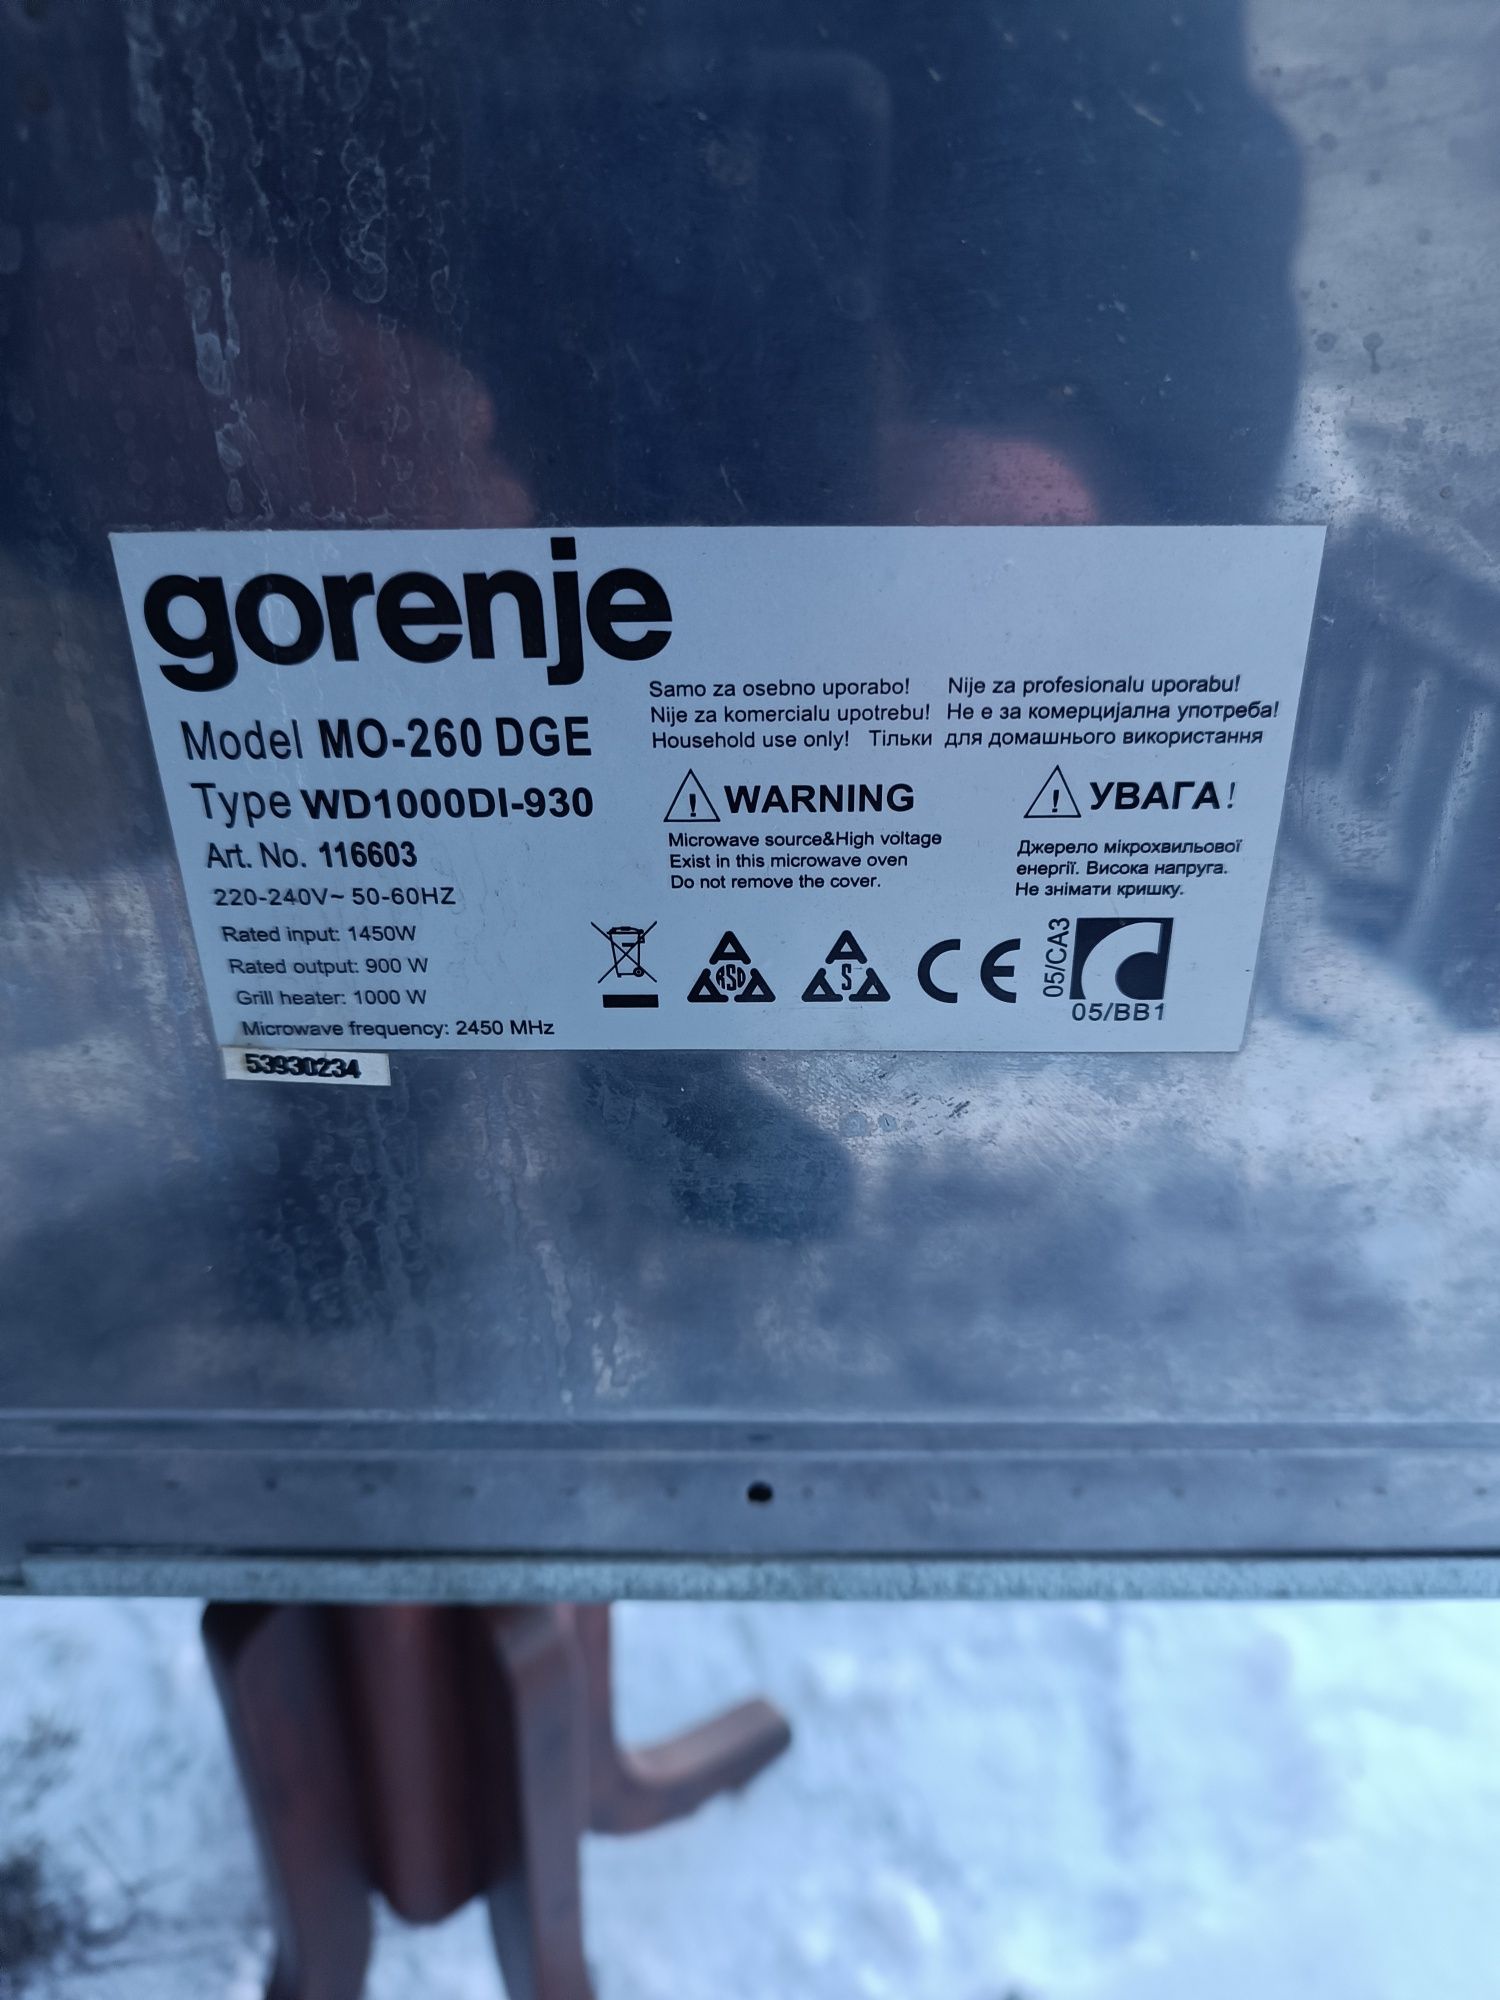 gorenje
Model MO-260 DGE
Type WD1000DI-930
Art. No. 116603
220-240V~ 50-60HZ
Rated input: 1450W
Rated output: 900 W
Grill heater: 1000 W
Microwave frequency: 2450 MHz
53930234
Samo za osebno uporabo! Nije za profesionalu uporabu!
Nije za komercialu upotrebu! Не е за комерцијална употреба!
Household use only! Тільки для домашнього використання
! WARNING
Microwave source&High voltage
Exist in this microwave oven
Do not remove the cover.
! УВАГА!
Джерело мікрохвильової
енергії. Висока напруга.
Не знімати кришку.
A RSD A A
A S A A
CE
05/CA3
05/BB1